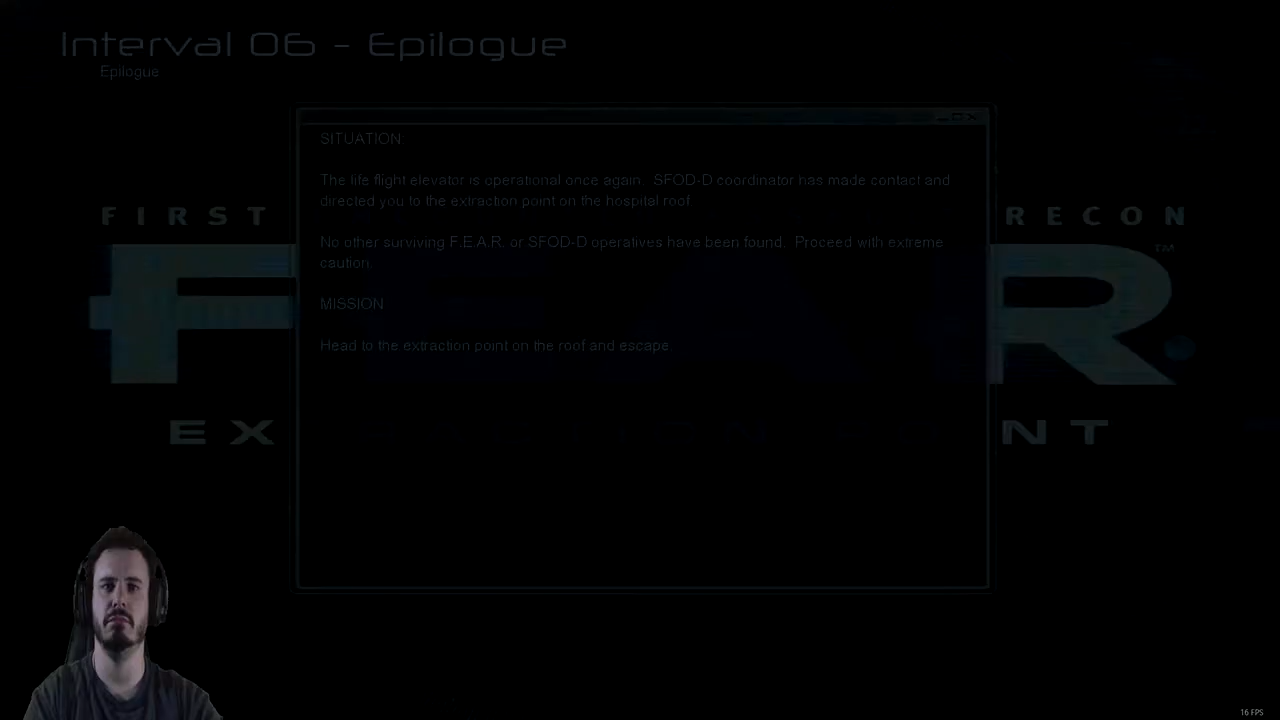 Interval 06 - Epilogue
Epilogue
SITUATION:
The life flight elevator is operational once again. SFOD-D coordinator has made contact and
directed you to the extraction point on the hospital roof.
No other surviving F.E.A.R. or SFOD-D operatives have been found. Proceed with extreme
caution.
MISSION
Head to the extraction point on the roof and escape.
FIRST RECON
F.E.A.R. ™
EX NT
16 FPS